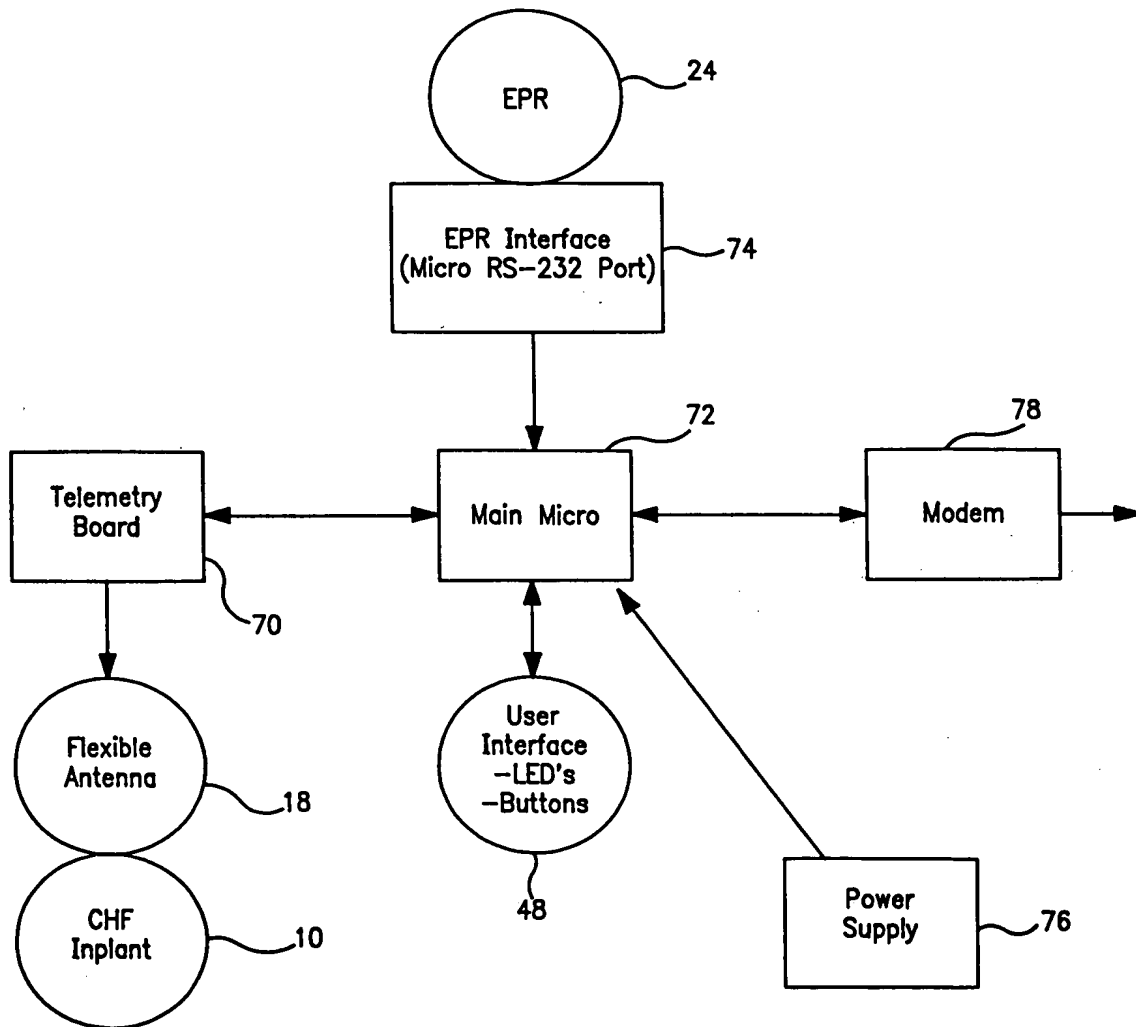 24
EPR
EPR Interface
(Micro RS-232 Port)
74
72
78
Telemetry
Board
Main Micro
Modem
70
Flexible
Antenna
18
User
Interface
-LED's
-Buttons
48
CHF
Inplant
10
Power
Supply
76